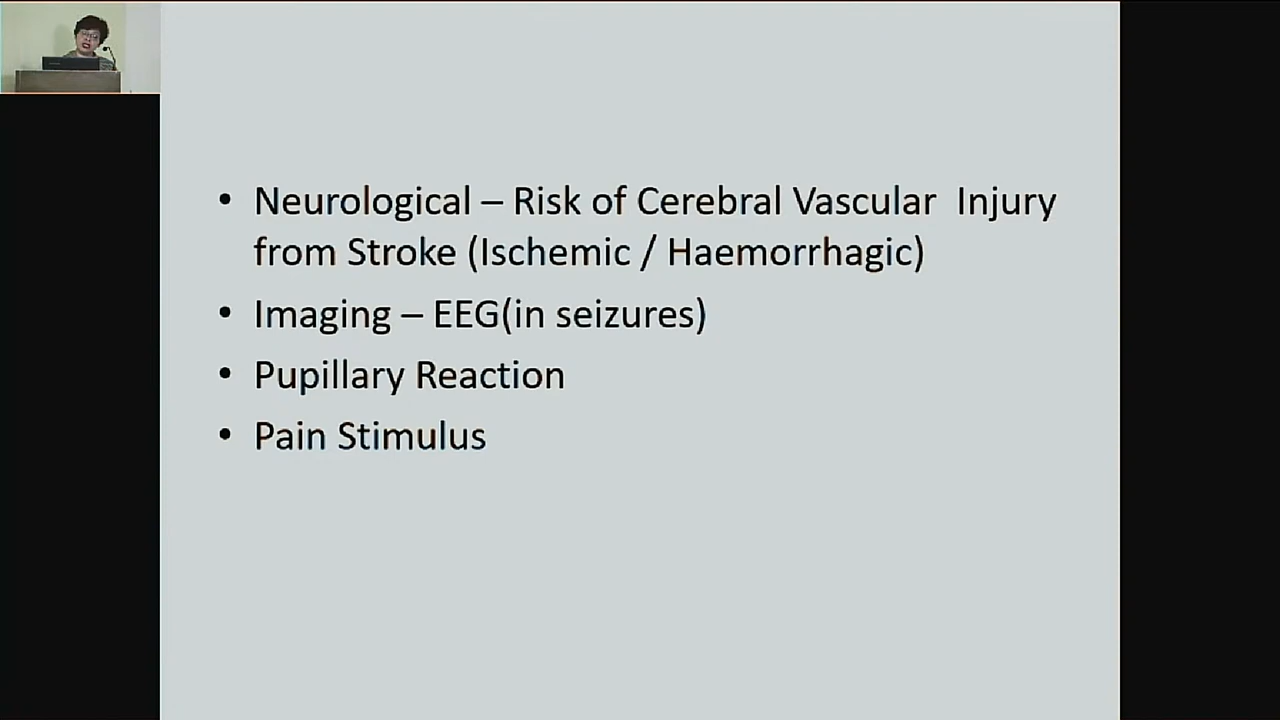 • Neurological – Risk of Cerebral Vascular Injury
from Stroke (Ischemic / Haemorrhagic)
• Imaging – EEG(in seizures)
• Pupillary Reaction
• Pain Stimulus